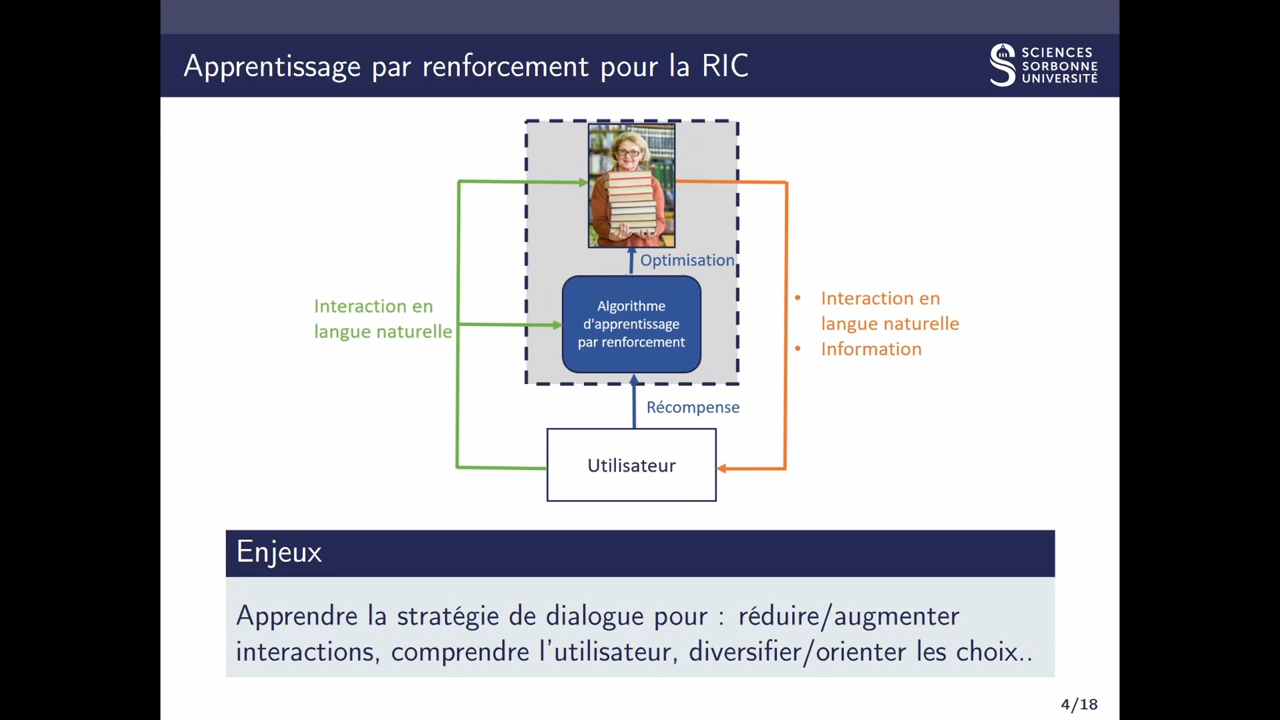 Apprentissage par renforcement pour la RIC
SCIENCES
SORBONNE
UNIVERSITÉ
Optimisation
Algorithme
d'apprentissage
par renforcement
Interaction en
langue naturelle
• Interaction en
langue naturelle
• Information
Récompense
Utilisateur
Enjeux
Apprendre la stratégie de dialogue pour : réduire/augmenter
interactions, comprendre l'utilisateur, diversifier/orienter les choix..
4/18